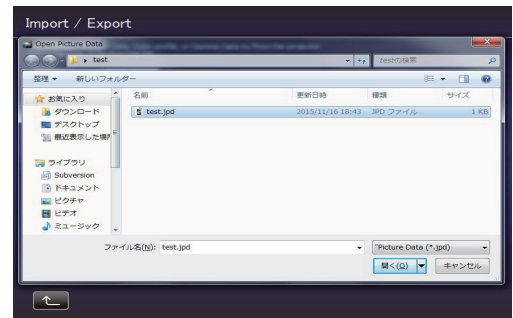 Import / Export
Open Picture Data
test
testの検索
整理
新しいフォルダー
名前
更新日時
種類
サイズ
お気に入り
ダウンロード
デスクトップ
最近表示した場所
test.jpd
2015/11/16 18:43
JPD ファイル
1 KB
ライブラリ
Subversion
ドキュメント
ピクチャ
ビデオ
ミュージック
ファイル名(N):
test.jpd
"Picture Data (*.jpd)
開く(O)
キャンセル